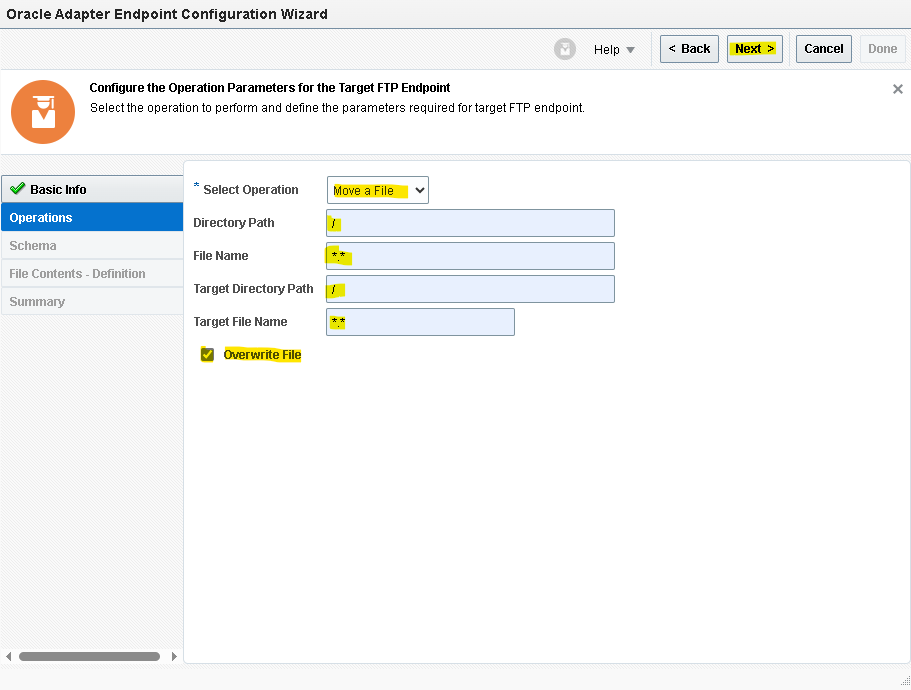 Oracle Adapter Endpoint Configuration Wizard
Help
< Back
Next >
Cancel
Done
Configure the Operation Parameters for the Target FTP Endpoint
Select the operation to perform and define the parameters required for target FTP endpoint.
Basic Info
Operations
Schema
File Contents - Definition
Summary
* Select Operation Move a File
Directory Path /
File Name *.*
Target Directory Path /
Target File Name *.*
Overwrite File